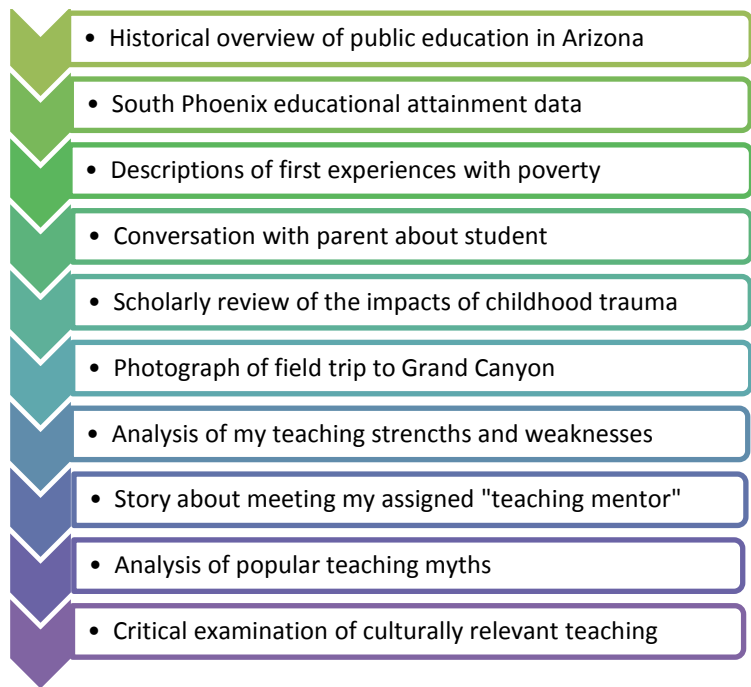 • Historical overview of public education in Arizona
• South Phoenix educational attainment data
• Descriptions of first experiences with poverty
• Conversation with parent about student
• Scholarly review of the impacts of childhood trauma
• Photograph of field trip to Grand Canyon
• Analysis of my teaching strencths and weaknesses
• Story about meeting my assigned "teaching mentor"
• Analysis of popular teaching myths
• Critical examination of culturally relevant teaching